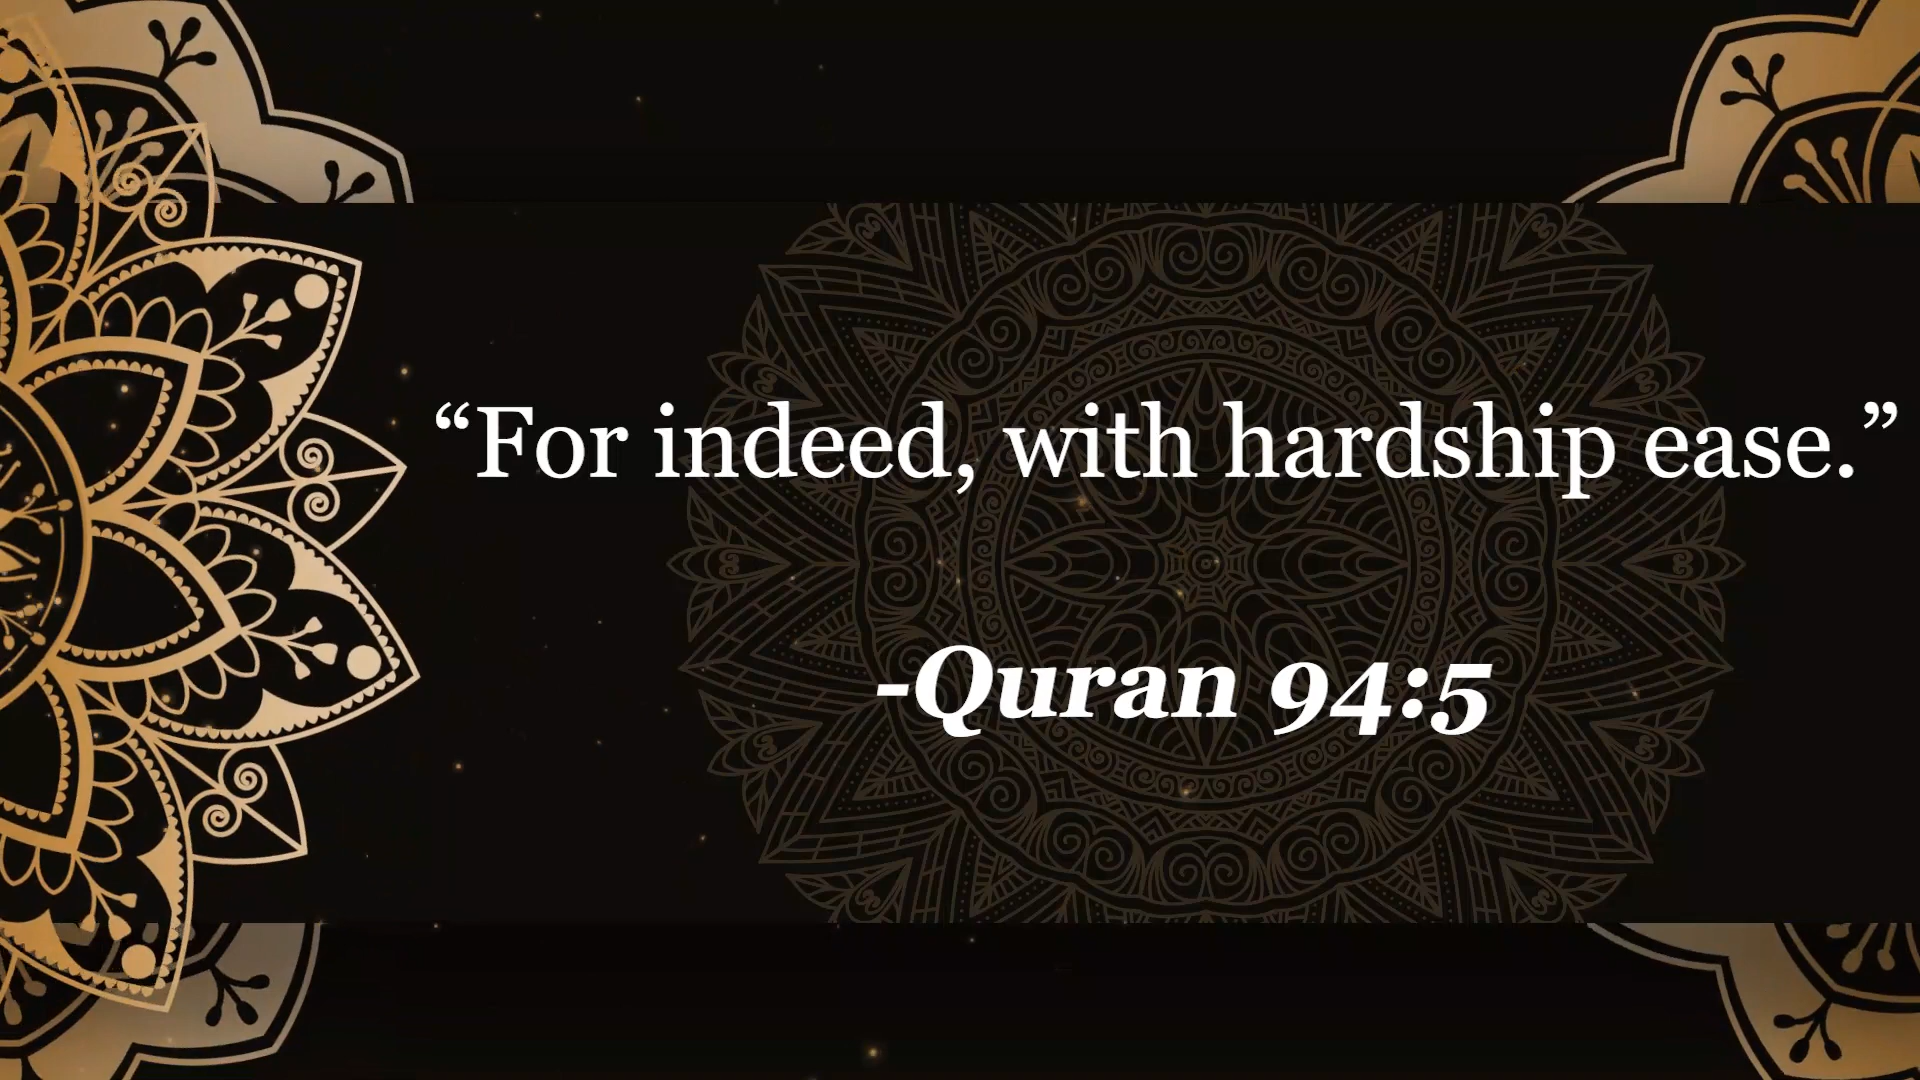 “For indeed, with hardship ease.”
-Quran 94:5